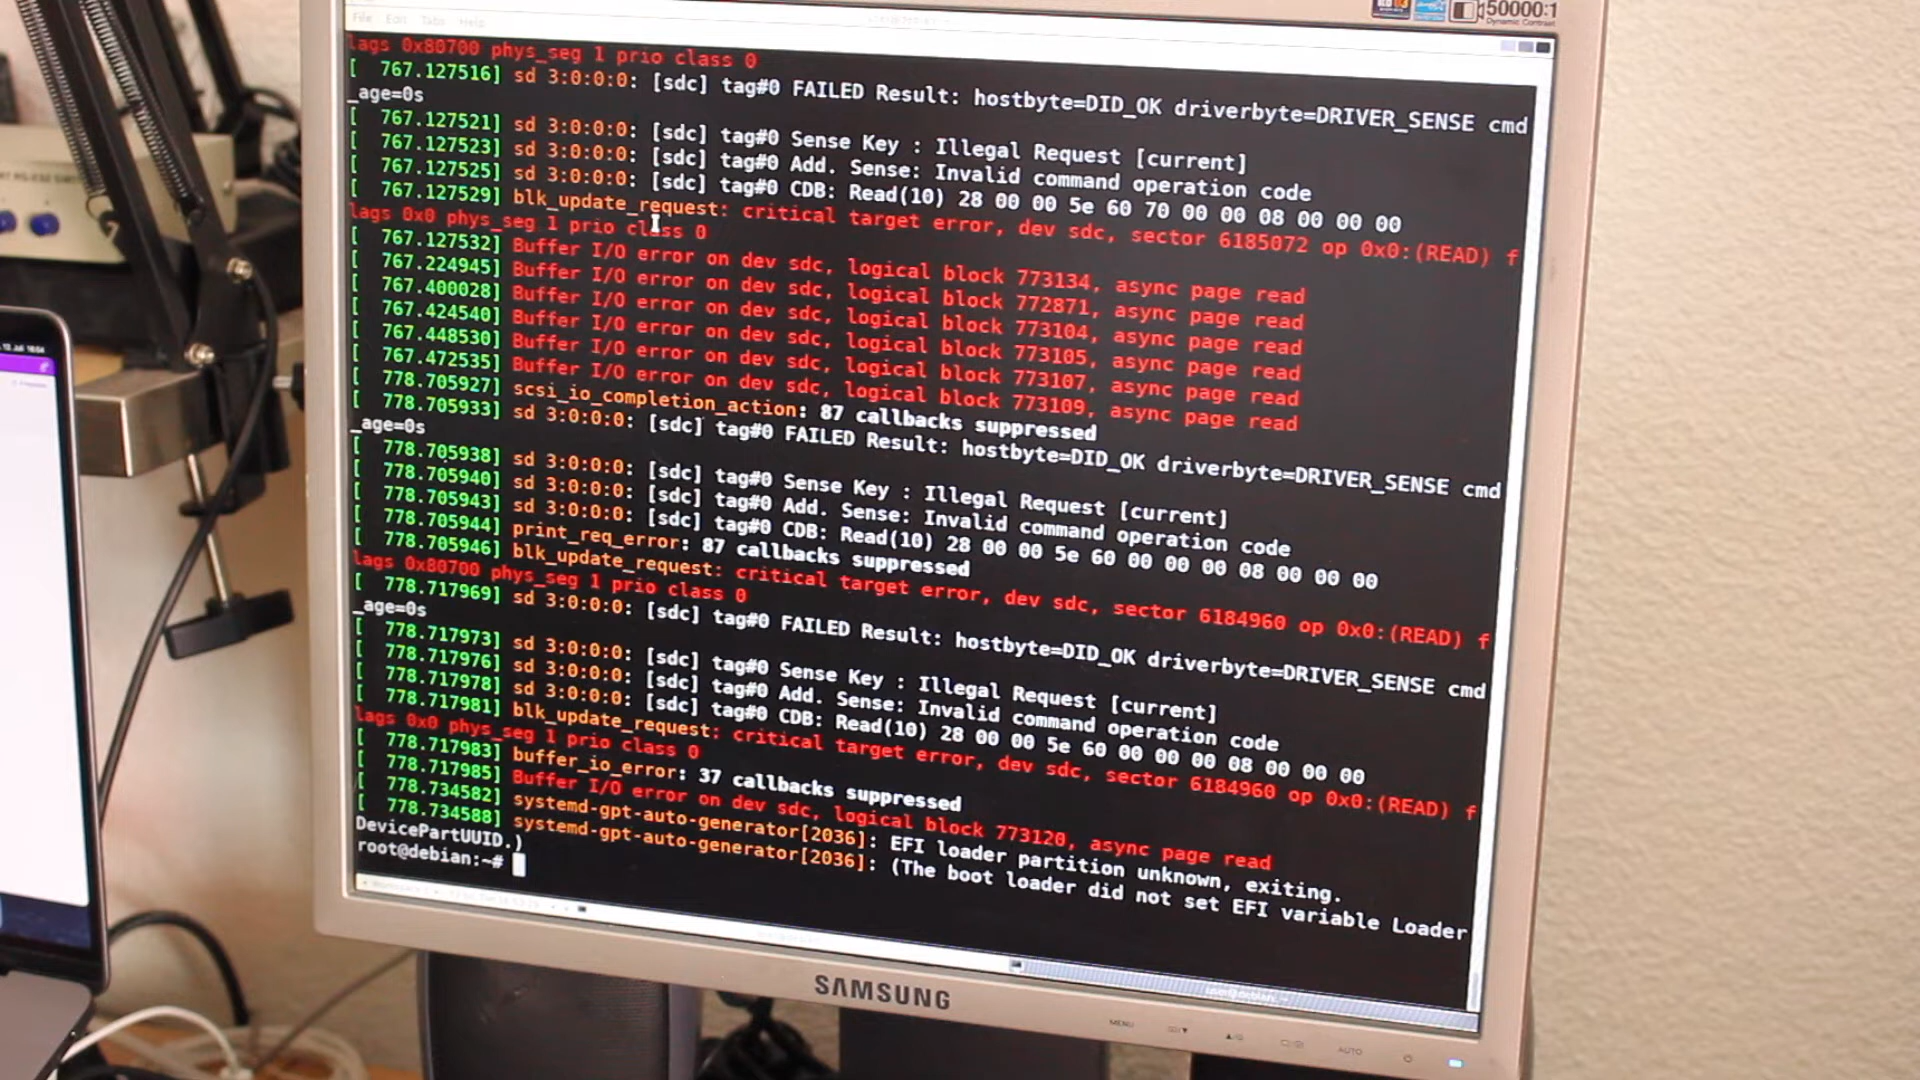 50000:1
Dynamic Contrast
File Edit Tabs Help
lags 0x80700 phys_seg 1 prio class 0
[  767.127516] sd 3:0:0:0: [sdc] tag#0 FAILED Result: hostbyte=DID_OK driverbyte=DRIVER_SENSE cmd
_age=0s
[  767.127521] sd 3:0:0:0: [sdc] tag#0 Sense Key : Illegal Request [current]
[  767.127523] sd 3:0:0:0: [sdc] tag#0 Add. Sense: Invalid command operation code
[  767.127525] sd 3:0:0:0: [sdc] tag#0 CDB: Read(10) 28 00 00 5e 60 70 00 00 08 00 00 00
[  767.127529] blk_update_request: critical target error, dev sdc, sector 6185072 op 0x0:(READ) f
lags 0x0 phys_seg 1 prio class 0
[  767.127532] Buffer I/O error on dev sdc, logical block 773134, async page read
[  767.224945] Buffer I/O error on dev sdc, logical block 772871, async page read
[  767.400028] Buffer I/O error on dev sdc, logical block 773104, async page read
[  767.424540] Buffer I/O error on dev sdc, logical block 773105, async page read
[  767.448530] Buffer I/O error on dev sdc, logical block 773107, async page read
[  767.472535] Buffer I/O error on dev sdc, logical block 773109, async page read
[  778.705927] scsi_io_completion_action: 87 callbacks suppressed
[  778.705933] sd 3:0:0:0: [sdc] tag#0 FAILED Result: hostbyte=DID_OK driverbyte=DRIVER_SENSE cmd
_age=0s
[  778.705938] sd 3:0:0:0: [sdc] tag#0 Sense Key : Illegal Request [current]
[  778.705940] sd 3:0:0:0: [sdc] tag#0 Add. Sense: Invalid command operation code
[  778.705943] sd 3:0:0:0: [sdc] tag#0 CDB: Read(10) 28 00 00 5e 60 00 00 00 08 00 00 00
[  778.705944] print_req_error: 87 callbacks suppressed
[  778.705946] blk_update_request: critical target error, dev sdc, sector 6184960 op 0x0:(READ) f
lags 0x80700 phys_seg 1 prio class 0
[  778.717969] sd 3:0:0:0: [sdc] tag#0 FAILED Result: hostbyte=DID_OK driverbyte=DRIVER_SENSE cmd
_age=0s
[  778.717973] sd 3:0:0:0: [sdc] tag#0 Sense Key : Illegal Request [current]
[  778.717976] sd 3:0:0:0: [sdc] tag#0 Add. Sense: Invalid command operation code
[  778.717978] sd 3:0:0:0: [sdc] tag#0 CDB: Read(10) 28 00 00 5e 60 00 00 00 08 00 00 00
[  778.717981] blk_update_request: critical target error, dev sdc, sector 6184960 op 0x0:(READ) f
lags 0x0 phys_seg 1 prio class 0
[  778.717983] buffer_io_error: 37 callbacks suppressed
[  778.717985] Buffer I/O error on dev sdc, logical block 773120, async page read
[  778.734582] systemd-gpt-auto-generator[2036]: EFI loader partition unknown, exiting.
[  778.734588] systemd-gpt-auto-generator[2036]: (The boot loader did not set EFI variable Loader
DevicePartUUID.)
root@debian:~#
SAMSUNG
MENU
AUTO